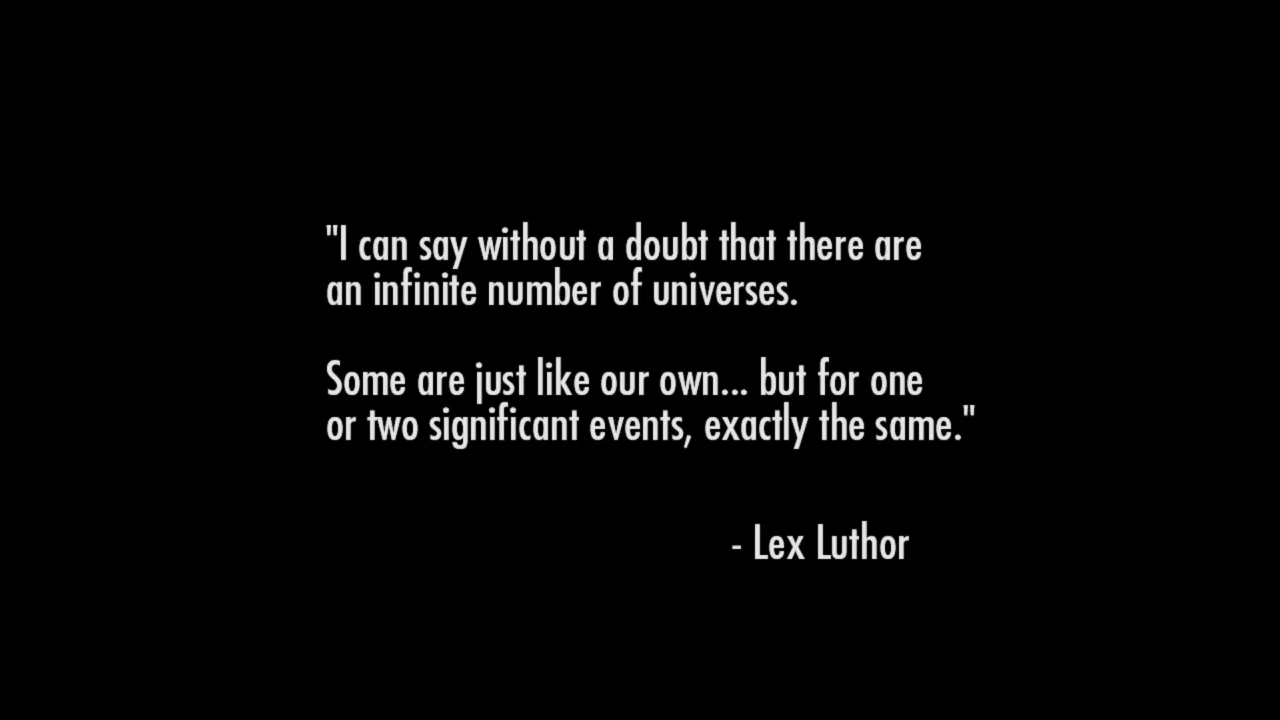 "I can say without a doubt that there are
an infinite number of universes.
Some are just like our own... but for one
or two significant events, exactly the same."
- Lex Luthor